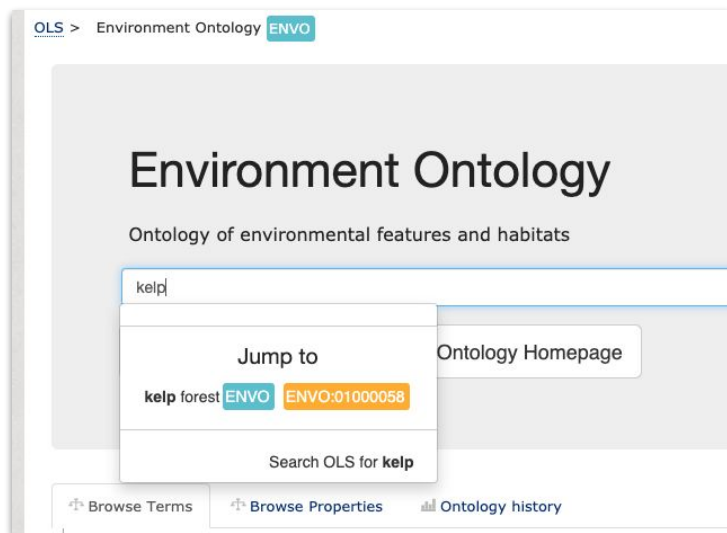 OLS > Environment Ontology ENVO
Environment Ontology
Ontology of environmental features and habitats
kelp
Jump to
Ontology Homepage
kelp forest ENVO ENVO:01000058
Search OLS for kelp
Browse Terms Browse Properties Ontology history